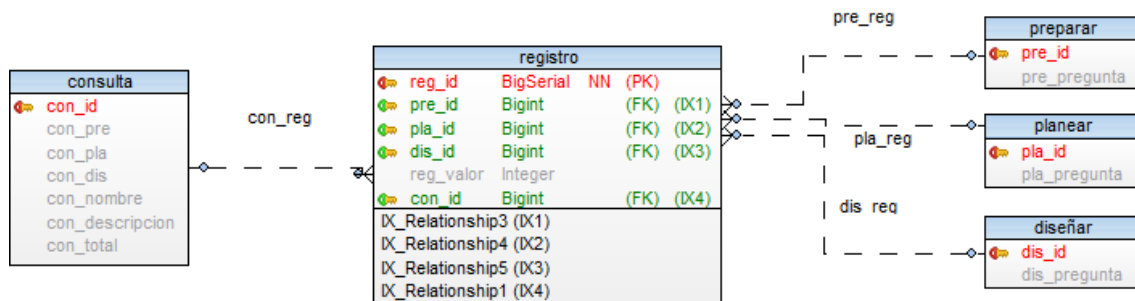 consulta
con_id
con_pre
con_pla
con_dis
con_nombre
con_descripcion
con_total
con_reg
registro
reg_id BigSerial NN (PK)
pre_id Bigint (FK) (IX1)
pla_id Bigint (FK) (IX2)
dis_id Bigint (FK) (IX3)
reg_valor Integer
con_id Bigint (FK) (IX4)
IX_Relationship3 (IX1)
IX_Relationship4 (IX2)
IX_Relationship5 (IX3)
IX_Relationship1 (IX4)
pre_reg
pla_reg
dis_reg
preparar
pre_id
pre_pregunta
planear
pla_id
pla_pregunta
diseñar
dis_id
dis_pregunta